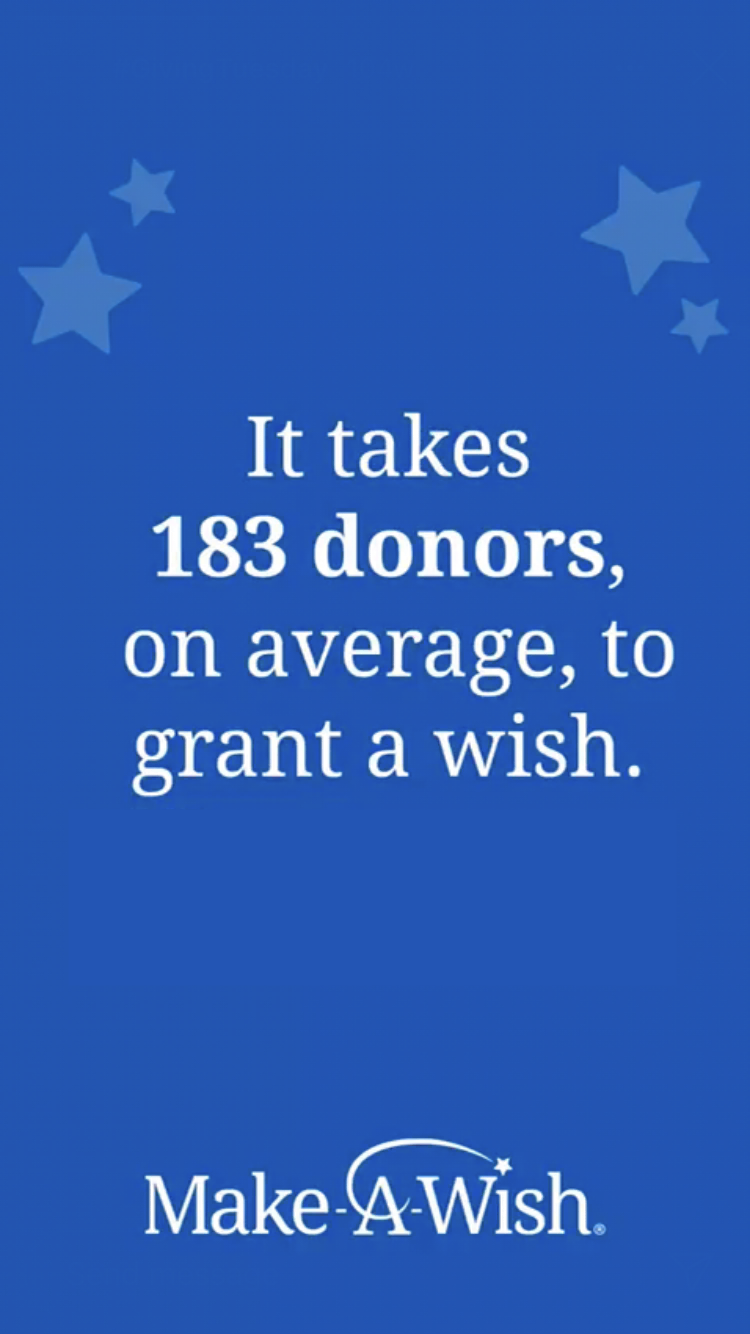 It takes
183 donors,
on average, to
grant a wish.
Make-A-Wish®